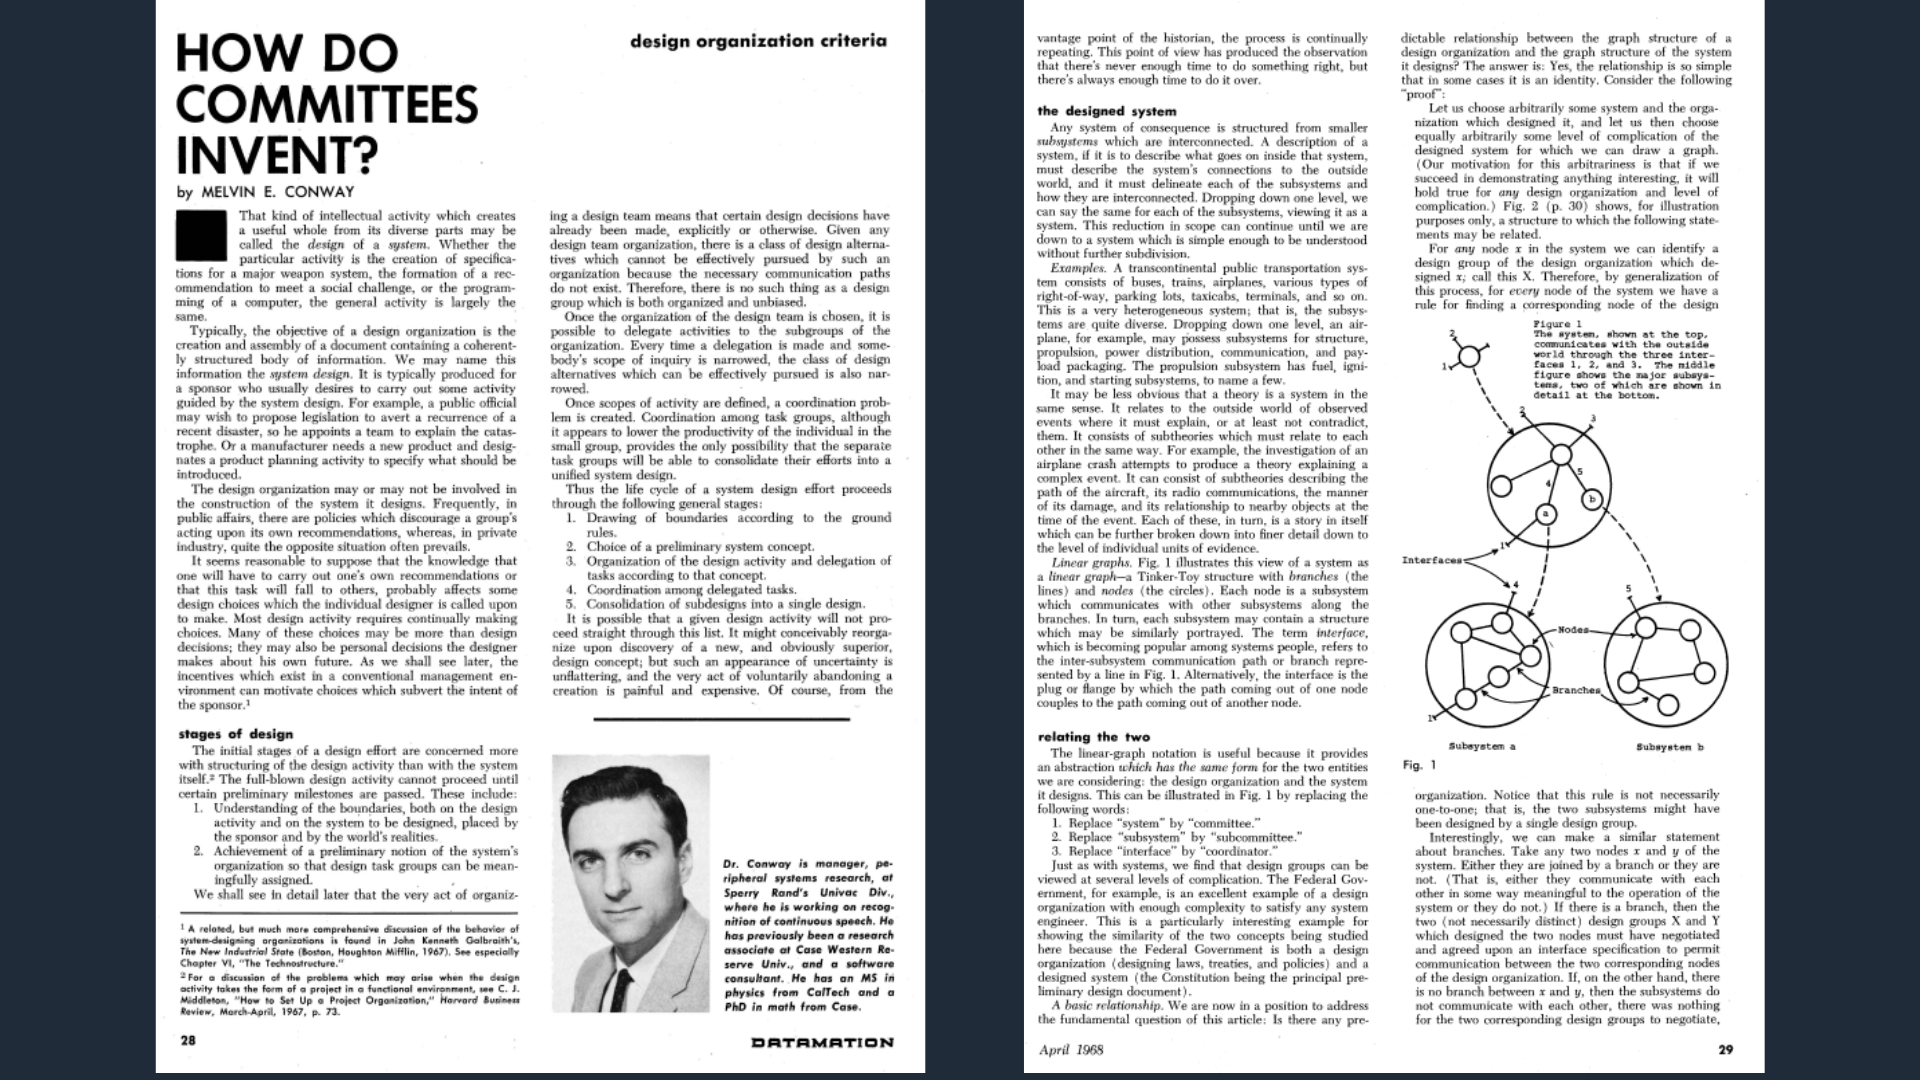 HOW DO
COMMITTEES
INVENT?
by MELVIN E. CONWAY
design organization criteria
That kind of intellectual activity which creates
a useful whole from its diverse parts may be
called the design of a system. Whether the
particular activity is the creation of specifica-
tions for a major weapon system, the formation of a rec-
ommendation to meet a social challenge, or the program-
ming of a computer, the general activity is largely the
same.
Typically, the objective of a design organization is the
creation and assembly of a document containing a coherent-
ly structured body of information. We may name this
information the system design. It is typically produced for
a sponsor who usually desires to carry out some activity
guided by the system design. For example, a public official
may wish to propose legislation to avert a recurrence of a
recent disaster, so he appoints a team to explain the catas-
trophe. Or a manufacturer needs a new product and desig-
nates a product planning activity to specify what should be
introduced.
The design organization may or may not be involved in
the construction of the system it designs. Frequently, in
public affairs, there are policies which discourage a group's
acting upon its own recommendations, whereas, in private
industry, quite the opposite situation often prevails.
It seems reasonable to suppose that the knowledge that
one will have to carry out one's own recommendations or
that this task will fall to others, probably affects some
design choices which the individual designer is called upon
to make. Most design activity requires continually making
choices. Many of these choices may be more than design
decisions; they may also be personal decisions the designer
makes about his own future. As we shall see later, the
incentives which exist in a conventional management en-
vironment can motivate choices which subvert the intent of
the sponsor.¹
stages of design
The initial stages of a design effort are concerned more
with structuring of the design activity than with the system
itself.² The full-blown design activity cannot proceed until
certain preliminary milestones are passed. These include:
1. Understanding of the boundaries, both on the design
activity and on the system to be designed, placed by
the sponsor and by the world's realities.
2. Achievement of a preliminary notion of the system's
organization so that design task groups can be mean-
ingfully assigned.
We shall see in detail later that the very act of organiz-
¹ A related, but much more comprehensive discussion of the behavior of
system-designing organizations is found in John Kenneth Galbraith's,
The New Industrial State (Boston, Houghton Mifflin, 1967). See especially
Chapter VI, "The Technostructure."
² For a discussion of the problems which may arise when the design
activity takes the form of a project in a functional environment, see C. J.
Middleton, "How to Set Up a Project Organization," Harvard Business
Review, March-April, 1967, p. 73.
28
ing a design team means that certain design decisions have
already been made, explicitly or otherwise. Given any
design team organization, there is a class of design alterna-
tives which cannot be effectively pursued by such an
organization because the necessary communication paths
do not exist. Therefore, there is no such thing as a design
group which is both organized and unbiased.
Once the organization of the design team is chosen, it is
possible to delegate activities to the subgroups of the
organization. Every time a delegation is made and some-
body's scope of inquiry is narrowed, the class of design
alternatives which can be effectively pursued is also nar-
rowed.
Once scopes of activity are defined, a coordination prob-
lem is created. Coordination among task groups, although
it appears to lower the productivity of the individual in the
small group, provides the only possibility that the separate
task groups will be able to consolidate their efforts into a
unified system design.
Thus the life cycle of a system design effort proceeds
through the following general stages:
1. Drawing of boundaries according to the ground
rules.
2. Choice of a preliminary system concept.
3. Organization of the design activity and delegation of
tasks according to that concept.
4. Coordination among delegated tasks.
5. Consolidation of subdesigns into a single design.
It is possible that a given design activity will not pro-
ceed straight through this list. It might conceivably reorga-
nize upon discovery of a new, and obviously superior,
design concept; but such an appearance of uncertainty is
unflattering, and the very act of voluntarily abandoning a
creation is painful and expensive. Of course, from the
Dr. Conway is manager, pe-
ripheral systems research, at
Sperry Rand's Univac Div.,
where he is working on recog-
nition of continuous speech. He
has previously been a research
associate at Case Western Re-
serve Univ., and a software
consultant. He has an MS in
physics from CalTech and a
PhD in math from Case.
DATAMATION
vantage point of the historian, the process is continually
repeating. This point of view has produced the observation
that there's never enough time to do something right, but
there's always enough time to do it over.
the designed system
Any system of consequence is structured from smaller
subsystems which are interconnected. A description of a
system, if it is to describe what goes on inside that system,
must describe the system's connections to the outside
world, and it must delineate each of the subsystems and
how they are interconnected. Dropping down one level, we
can say the same for each of the subsystems, viewing it as a
system. This reduction in scope can continue until we are
down to a system which is simple enough to be understood
without further subdivision.
Examples. A transcontinental public transportation sys-
tem consists of buses, trains, airplanes, various types of
right-of-way, parking lots, taxicabs, terminals, and so on.
This is a very heterogeneous system; that is, the subsys-
tems are quite diverse. Dropping down one level, an air-
plane, for example, may possess subsystems for structure,
propulsion, power distribution, communication, and pay-
load packaging. The propulsion subsystem has fuel, igni-
tion, and starting subsystems, to name a few.
It may be less obvious that a theory is a system in the
same sense. It relates to the outside world of observed
events where it must explain, or at least not contradict,
them. It consists of subtheories which must relate to each
other in the same way. For example, the investigation of an
airplane crash attempts to produce a theory explaining a
complex event. It can consist of subtheories describing the
path of the aircraft, its radio communications, the manner
of its damage, and its relationship to nearby objects at the
time of the event. Each of these, in turn, is a story in itself
which can be further broken down into finer detail down to
the level of individual units of evidence.
Linear graphs. Fig. 1 illustrates this view of a system as
a linear graph—a Tinker-Toy structure with branches (the
lines) and nodes (the circles). Each node is a subsystem
which communicates with other subsystems along the
branches. In turn, each subsystem may contain a structure
which may be similarly portrayed. The term interface,
which is becoming popular among systems people, refers to
the inter-subsystem communication path or branch repre-
sented by a line in Fig. 1. Alternatively, the interface is the
plug or flange by which the path coming out of one node
couples to the path coming out of another node.
relating the two
The linear-graph notation is useful because it provides
an abstraction which has the same form for the two entities
we are considering: the design organization and the system
it designs. This can be illustrated in Fig. 1 by replacing the
following words:
1. Replace "system" by "committee."
2. Replace "subsystem" by "subcommittee."
3. Replace "interface" by "coordinator."
Just as with systems, we find that design groups can be
viewed at several levels of complication. The Federal Gov-
ernment, for example, is an excellent example of a design
organization with enough complexity to satisfy any system
engineer. This is a particularly interesting example for
showing the similarity of the two concepts being studied
here because the Federal Government is both a design
organization (designing laws, treaties, and policies) and a
designed system (the Constitution being the principal pre-
liminary design document).
A basic relationship. We are now in a position to address
the fundamental question of this article: Is there any pre-
April 1968
dictable relationship between the graph structure of a
design organization and the graph structure of the system
it designs? The answer is: Yes, the relationship is so simple
that in some cases it is an identity. Consider the following
"proof":
Let us choose arbitrarily some system and the orga-
nization which designed it, and let us then choose
equally arbitrarily some level of complication of the
designed system for which we can draw a graph.
(Our motivation for this arbitrariness is that if we
succeed in demonstrating anything interesting, it will
hold true for any design organization and level of
complication.) Fig. 2 (p. 30) shows, for illustration
purposes only, a structure to which the following state-
ments may be related.
For any node x in the system we can identify a
design group of the design organization which de-
signed x; call this X. Therefore, by generalization of
this process, for every node of the system we have a
rule for finding a corresponding node of the design
Figure 1
The system, shown at the top,
communicates with the outside
world through the three inter-
faces 1, 2, and 3. The middle
figure shows the major subsys-
tems, two of which are shown in
detail at the bottom.
2
1
2
3
5
4
b
a
1
Interfaces
4
5
Nodes
Branches
1
Subsystem a
Subsystem b
Fig. 1
organization. Notice that this rule is not necessarily
one-to-one; that is, the two subsystems might have
been designed by a single design group.
Interestingly, we can make a similar statement
about branches. Take any two nodes x and y of the
system. Either they are joined by a branch or they are
not. (That is, either they communicate with each
other in some way meaningful to the operation of the
system or they do not.) If there is a branch, then the
two (not necessarily distinct) design groups X and Y
which designed the two nodes must have negotiated
and agreed upon an interface specification to permit
communication between the two corresponding nodes
of the design organization. If, on the other hand, there
is no branch between x and y, then the subsystems do
not communicate with each other, there was nothing
for the two corresponding design groups to negotiate,
29